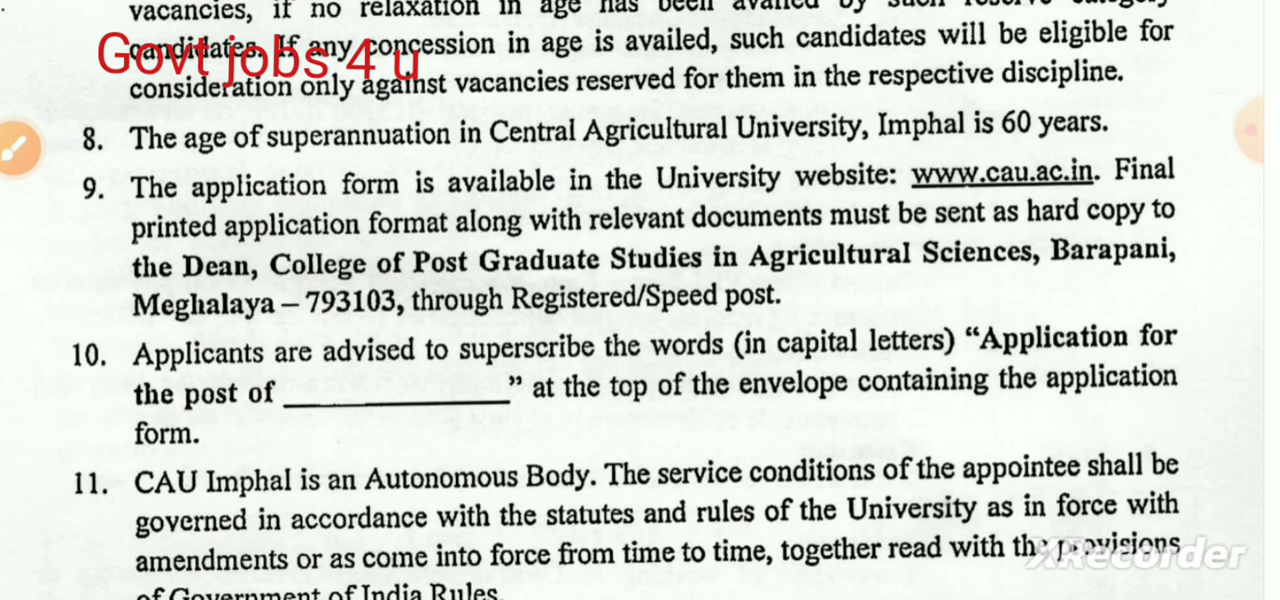 vacancies, if no relaxation in age has been availed by such reserve category
candidates. If any concession in age is availed, such candidates will be eligible for
Govt jobs 4 u
consideration only against vacancies reserved for them in the respective discipline.
8. The age of superannuation in Central Agricultural University, Imphal is 60 years.
9. The application form is available in the University website: www.cau.ac.in. Final
printed application format along with relevant documents must be sent as hard copy to
the Dean, College of Post Graduate Studies in Agricultural Sciences, Barapani,
Meghalaya – 793103, through Registered/Speed post.
10. Applicants are advised to superscribe the words (in capital letters) “Application for
the post of ____________” at the top of the envelope containing the application
form.
11. CAU Imphal is an Autonomous Body. The service conditions of the appointee shall be
governed in accordance with the statutes and rules of the University as in force with
amendments or as come into force from time to time, together read with the provisions
XRecorder
of Government of India Rules.